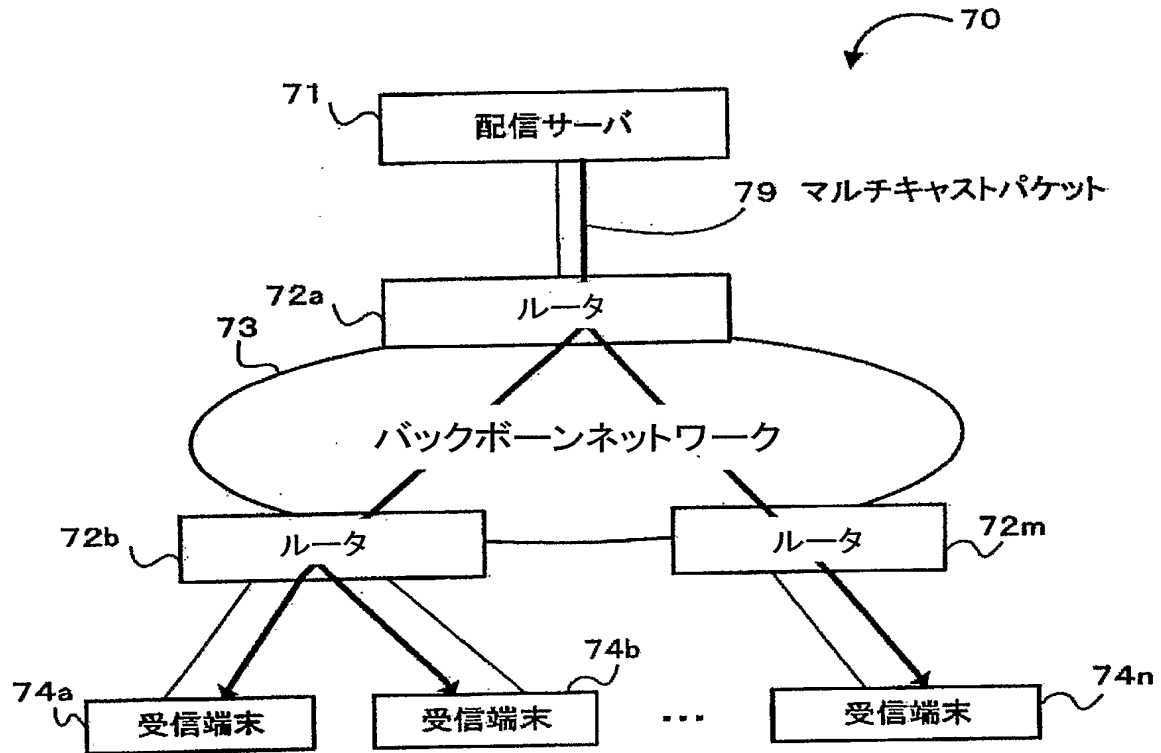 70
71
配信サーバ
79 マルチキャストパケット
72a
ルータ
73
バックボーンネットワーク
72b
ルータ
ルータ
72m
74a
受信端末
74b
受信端末
...
受信端末
74n